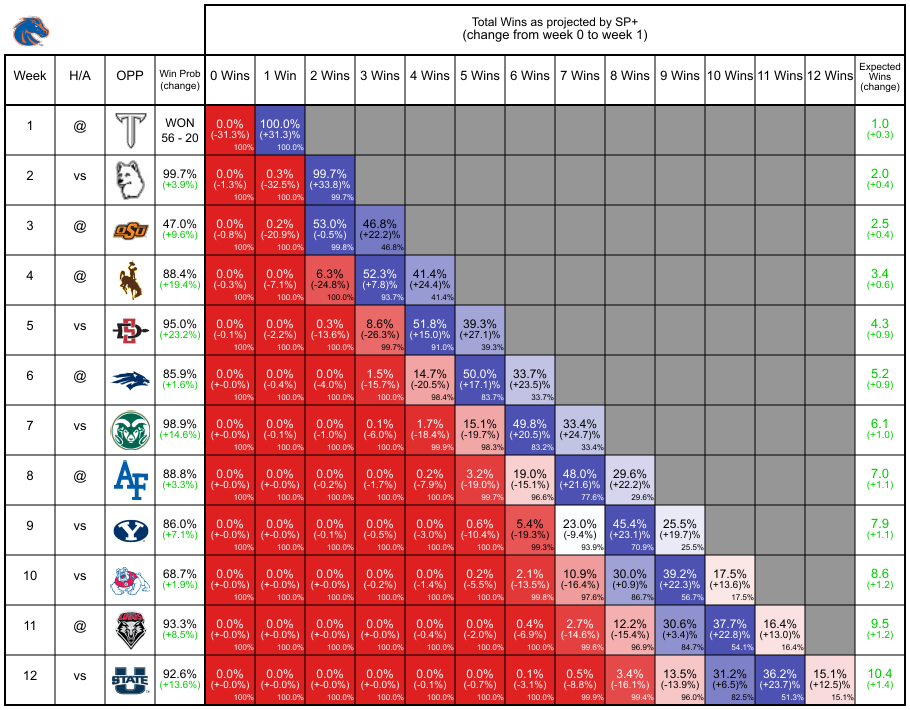 Total Wins as projected by SP+
(change from week 0 to week 1)
Week H/A OPP Win Prob (change) 0 Wins 1 Win 2 Wins 3 Wins 4 Wins 5 Wins 6 Wins 7 Wins 8 Wins 9 Wins 10 Wins 11 Wins 12 Wins Expected Wins (change)
1 @ T WON 0.0% 100.0% 1.0
56 - 20 (-31.3%) (+31.3)% (+0.3)
100% 100.0%
2 vs 99.7% 0.0% 0.3% 99.7% 2.0
(+3.9%) (-1.3%) (-32.5%) (+33.8)% (+0.4)
100% 100.0% 99.7%
3 @ OSU 47.0% 0.0% 0.2% 53.0% 46.8% 2.5
(+9.6%) (-0.8%) (-20.9%) (-0.5%) (+22.2)% (+0.4)
100% 100.0% 99.8% 46.8%
4 @ 88.4% 0.0% 0.0% 6.3% 52.3% 41.4% 3.4
(+19.4%) (-0.3%) (-7.1%) (-24.8%) (+7.8)% (+24.4)% (+0.6)
100% 100.0% 100.0% 93.7% 41.4%
5 vs SD 95.0% 0.0% 0.0% 0.3% 8.6% 51.8% 39.3% 4.3
(+23.2%) (-0.1%) (-2.2%) (-13.6%) (-26.3%) (+15.0)% (+27.1)% (+0.9)
100% 100.0% 100.0% 99.7% 91.0% 39.3%
6 @ 85.9% 0.0% 0.0% 0.0% 1.5% 14.7% 50.0% 33.7% 5.2
(+1.6%) (+-0.0%) (-0.4%) (-4.0%) (-15.7%) (-20.5%) (+17.1)% (+23.5)% (+0.9)
100% 100.0% 100.0% 100.0% 98.4% 83.7% 33.7%
7 vs 98.9% 0.0% 0.0% 0.0% 0.1% 1.7% 15.1% 49.8% 33.4% 6.1
(+14.6%) (+-0.0%) (-0.1%) (-1.0%) (-6.0%) (-18.4%) (-19.7%) (+20.5)% (+24.7)% (+1.0)
100% 100.0% 100.0% 100.0% 99.9% 98.3% 83.2% 33.4%
8 @ AF 88.8% 0.0% 0.0% 0.0% 0.0% 0.2% 3.2% 19.0% 48.0% 29.6% 7.0
(+3.3%) (+-0.0%) (+-0.0%) (-0.2%) (-1.7%) (-7.9%) (-19.0%) (-15.1%) (+21.6)% (+22.2)% (+1.1)
100% 100.0% 100.0% 100.0% 100.0% 99.7% 96.6% 77.6% 29.6%
9 vs Y 86.0% 0.0% 0.0% 0.0% 0.0% 0.0% 0.6% 5.4% 23.0% 45.4% 25.5% 7.9
(+7.1%) (+-0.0%) (+-0.0%) (-0.1%) (-0.5%) (-3.0%) (-10.4%) (-19.3%) (-9.4%) (+23.1)% (+19.7)% (+1.1)
100% 100.0% 100.0% 100.0% 100.0% 100.0% 99.3% 93.9% 70.9% 25.5%
10 vs 68.7% 0.0% 0.0% 0.0% 0.0% 0.0% 0.2% 2.1% 10.9% 30.0% 39.2% 17.5% 8.6
(+1.9%) (+-0.0%) (+-0.0%) (+-0.0%) (-0.2%) (-1.4%) (-5.5%) (-13.5%) (-16.4%) (+0.9)% (+22.3)% (+13.6)% (+1.2)
100% 100.0% 100.0% 100.0% 100.0% 100.0% 99.8% 97.6% 86.7% 56.7% 17.5%
11 @ 93.3% 0.0% 0.0% 0.0% 0.0% 0.0% 0.0% 0.4% 2.7% 12.2% 30.6% 37.7% 16.4% 9.5
(+8.5%) (+-0.0%) (+-0.0%) (+-0.0%) (+-0.0%) (-0.4%) (-2.0%) (-6.9%) (-14.6%) (-15.4%) (+3.4)% (+22.8)% (+13.0)% (+1.2)
100% 100.0% 100.0% 100.0% 100.0% 100.0% 100.0% 99.6% 96.9% 84.7% 54.1% 16.4%
12 vs U STATE 92.6% 0.0% 0.0% 0.0% 0.0% 0.0% 0.0% 0.1% 0.5% 3.4% 13.5% 31.2% 36.2% 15.1% 10.4
(+13.6%) (+-0.0%) (+-0.0%) (+-0.0%) (+-0.0%) (-0.1%) (-0.7%) (-3.1%) (-8.8%) (-16.1%) (-13.9%) (+6.5)% (+23.7)% (+12.5)% (+1.4)
100% 100.0% 100.0% 100.0% 100.0% 100.0% 100.0% 99.9% 99.4% 96.0% 82.5% 51.3% 15.1%